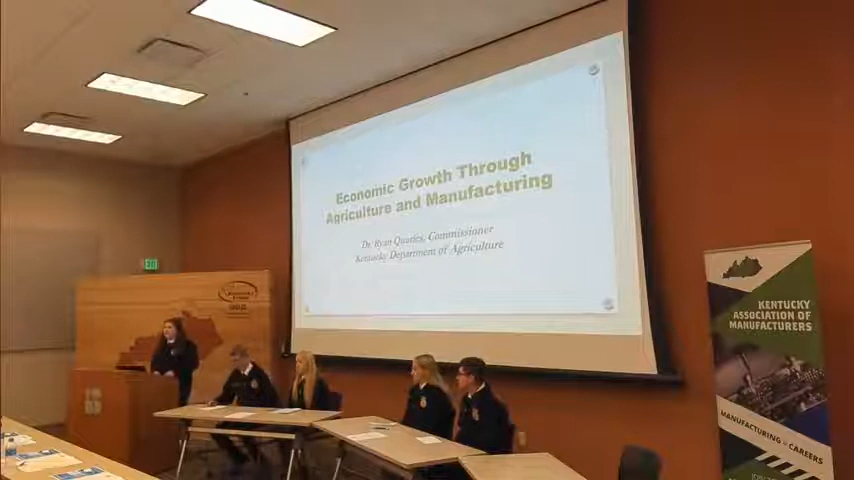 Economic Growth Through
Agriculture and Manufacturing
Dr. Ryan Quarles, Commissioner
Kentucky Department of Agriculture
KENTUCKY
ASSOCIATION OF
MANUFACTURERS
MANUFACTURING = CAREERS